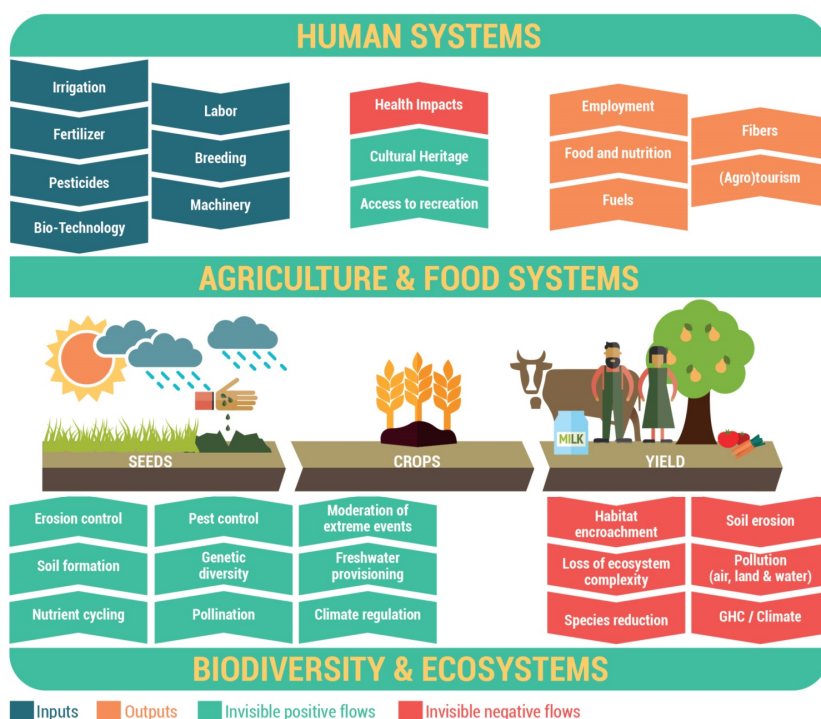 HUMAN SYSTEMS
Irrigation
Fertilizer
Pesticides
Bio-Technology
Labor
Breeding
Machinery
Health Impacts
Cultural Heritage
Access to recreation
Employment
Food and nutrition
Fuels
Fibers
(Agro)tourism
AGRICULTURE & FOOD SYSTEMS
MILK
SEEDS
CROPS
YIELD
Erosion control
Soil formation
Nutrient cycling
Pest control
Genetic
diversity
Pollination
Moderation of
extreme events
Freshwater
provisioning
Climate regulation
Habitat
encroachment
Loss of ecosystem
complexity
Species reduction
Soil erosion
Pollution
(air, land & water)
GHC / Climate
BIODIVERSITY & ECOSYSTEMS
Inputs
Outputs
Invisible positive flows
Invisible negative flows